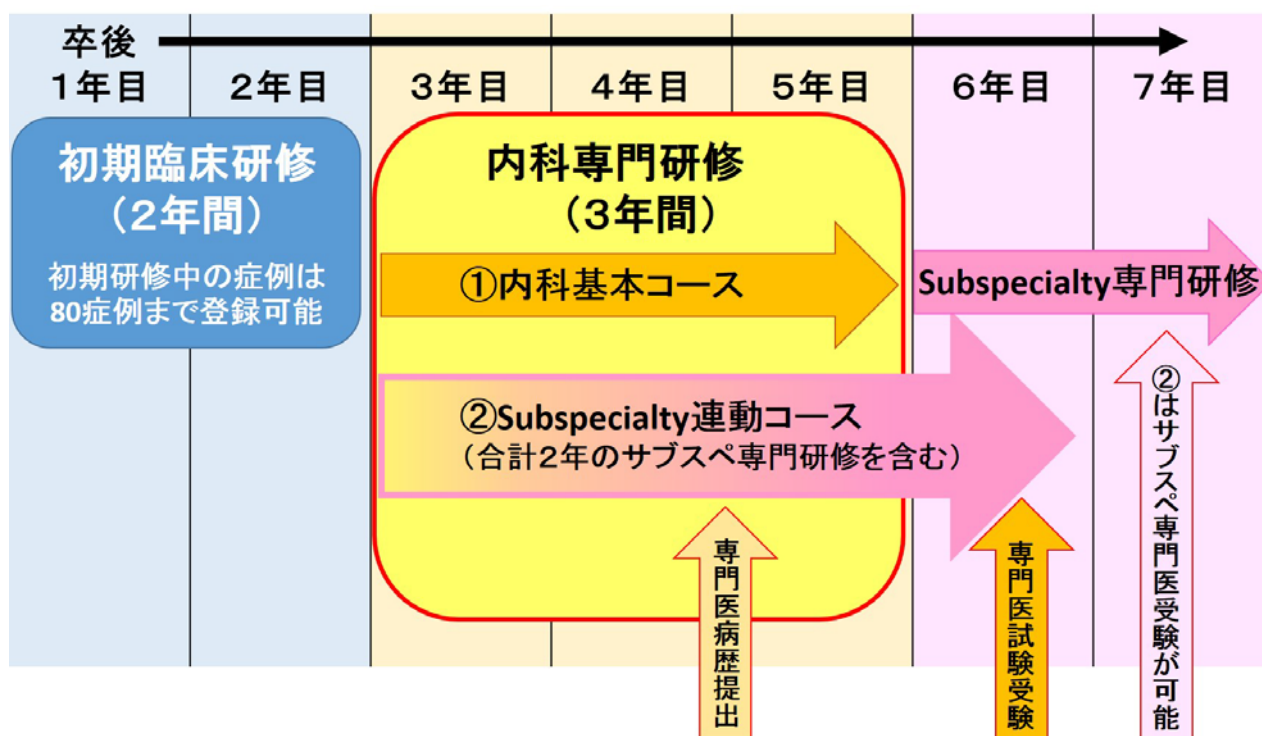 卒後
1年目
2年目
3年目
4年目
5年目
6年目
7年目
初期臨床研修
（2年間）
初期研修中の症例は
80症例まで登録可能
内科専門研修
（3年間）
①内科基本コース
Subspecialty専門研修
②Subspecialty連動コース
（合計2年のサブスペ専門研修を含む）
専門医病歴提出
専門医試験受験
②はサブスペ専門医受験が可能